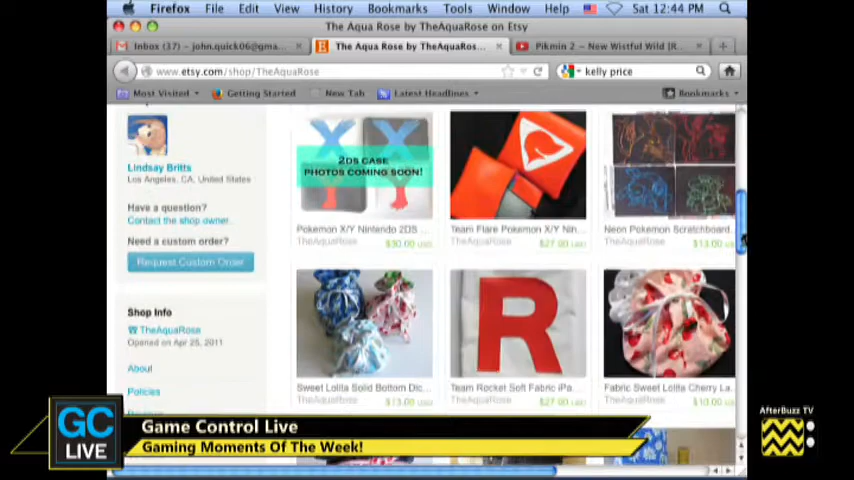 Firefox File Edit View History Bookmarks Tools Window Help Sat 12:44 PM
The Aqua Rose by TheAquaRose on Etsy
Inbox (37) - john.quick06@gma... × The Aqua Rose by TheAquaRos... × Pikmin 2 - New Wistful Wild [R... × +
www.etsy.com/shop/TheAquaRose kelly price
Most Visited Getting Started New Tab Latest Headlines Bookmarks
Lindsay Britts
Los Angeles, CA, United States
Have a question?
Contact the shop owner.
Need a custom order?
Request Custom Order
Shop Info
TheAquaRose
Opened on Apr 25, 2011
About
Policies
2DS CASE
PHOTOS COMING SOON!
Pokemon X/Y Nintendo 2DS ...
TheAquaRose $30.00 USD
Team Flare Pokemon X/Y Nin...
TheAquaRose $27.00 USD
Neon Pokemon Scratchboard...
TheAquaRose $13.00 USD
Sweet Lolita Solid Bottom Dic...
TheAquaRose $13.00 USD
R
Team Rocket Soft Fabric iPa...
TheAquaRose $27.00 USD
Fabric Sweet Lolita Cherry La...
TheAquaRose $10.00 USD
GC
LIVE
Game Control Live
Gaming Moments Of The Week!
AfterBuzz TV